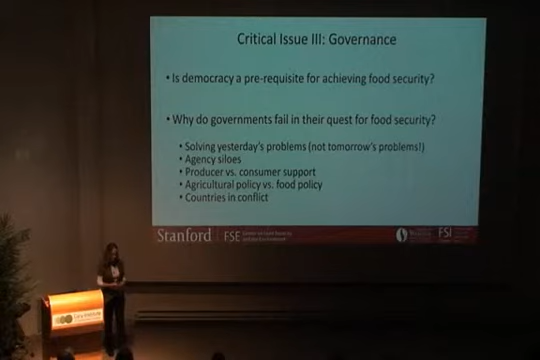 Critical Issue III: Governance
• Is democracy a pre-requisite for achieving food security?
• Why do governments fail in their quest for food security?
• Solving yesterday's problems (not tomorrow's problems!)
• Agency siloes
• Producer vs. consumer support
• Agricultural policy vs. food policy
• Countries in conflict
Stanford FSE FSI